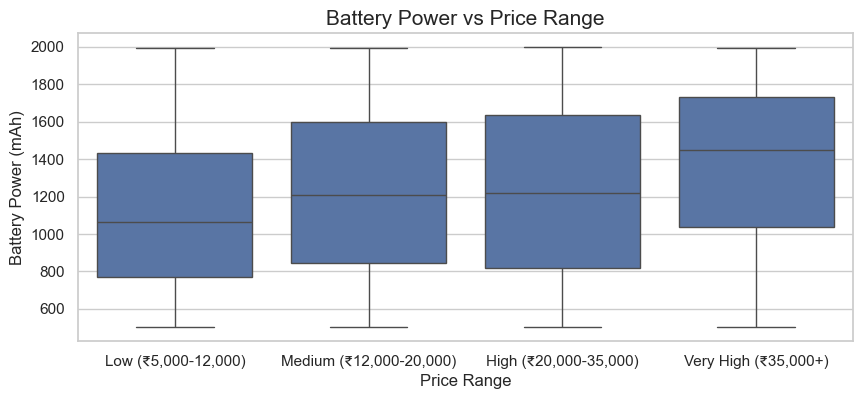 Battery Power vs Price Range
Battery Power (mAh)
2000
1800
1600
1400
1200
1000
800
600
Low (₹5,000-12,000) Medium (₹12,000-20,000) High (₹20,000-35,000) Very High (₹35,000+)
Price Range